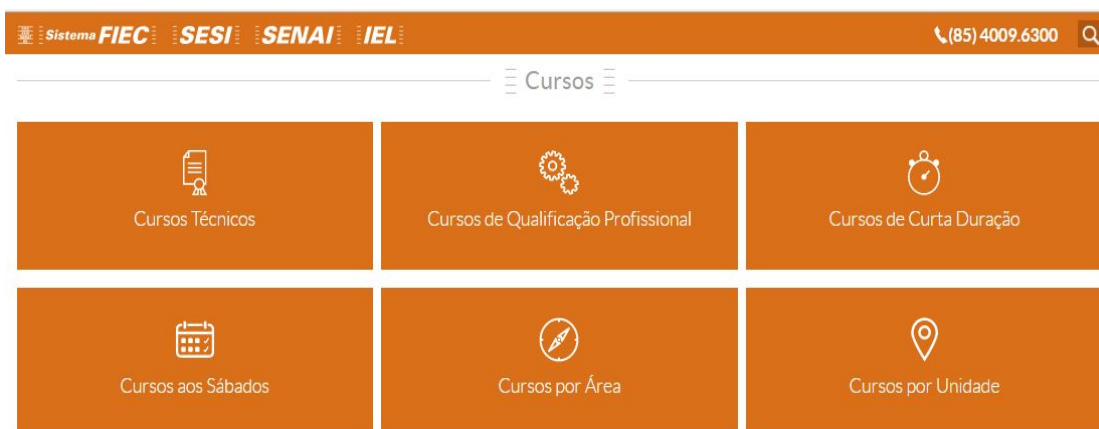 Sistema FIEC SESI SENAI IEL (85) 4009.6300
Cursos
Cursos Técnicos Cursos de Qualificação Profissional Cursos de Curta Duração
Cursos aos Sábados Cursos por Área Cursos por Unidade